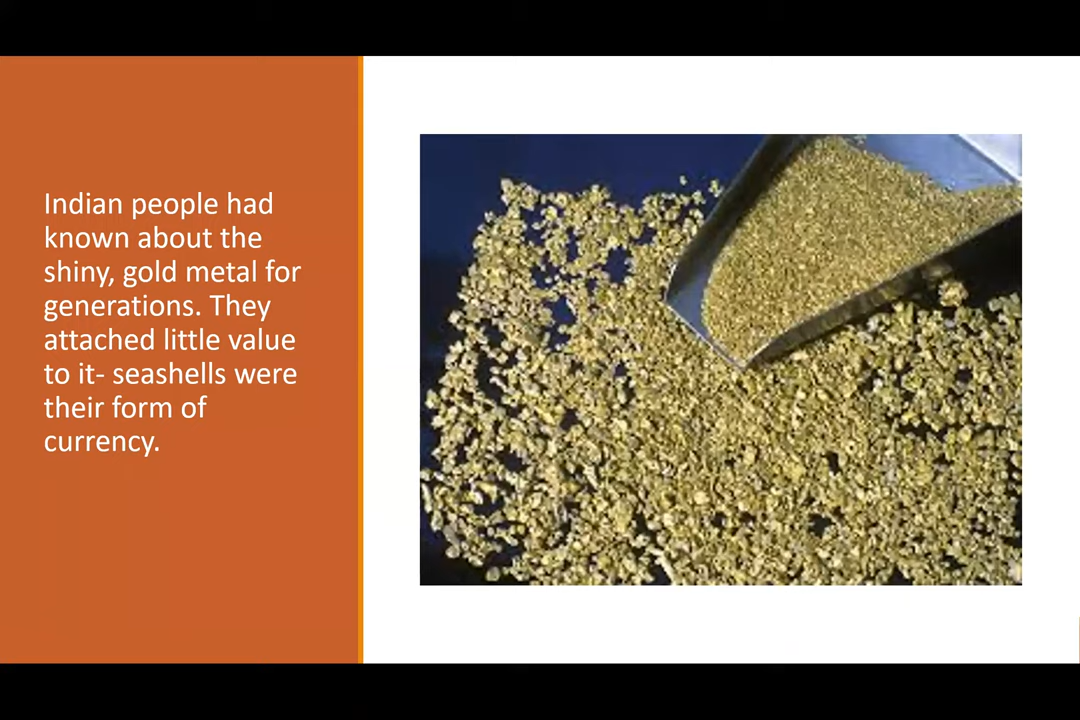 Indian people had
known about the
shiny, gold metal for
generations. They
attached little value
to it- seashells were
their form of
currency.